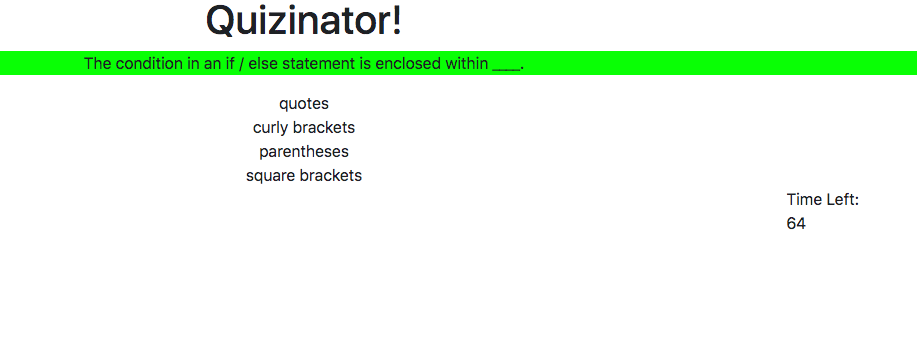 Quizinator!
The condition in an if / else statement is enclosed within ____.
quotes
curly brackets
parentheses
square brackets
Time Left:
64